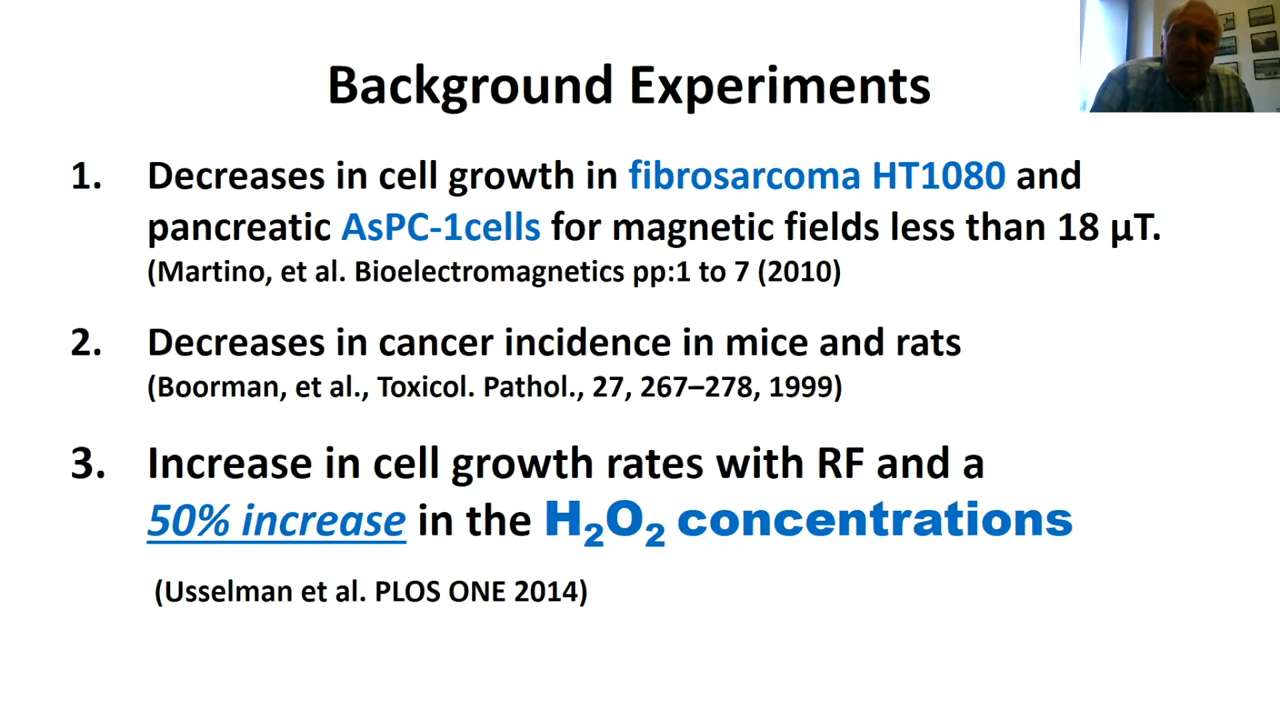 Background Experiments
1. Decreases in cell growth in fibrosarcoma HT1080 and
pancreatic AsPC-1cells for magnetic fields less than 18 µT.
(Martino, et al. Bioelectromagnetics pp:1 to 7 (2010)
2. Decreases in cancer incidence in mice and rats
(Boorman, et al., Toxicol. Pathol., 27, 267–278, 1999)
3. Increase in cell growth rates with RF and a
50% increase in the H₂O₂ concentrations
(Usselman et al. PLOS ONE 2014)